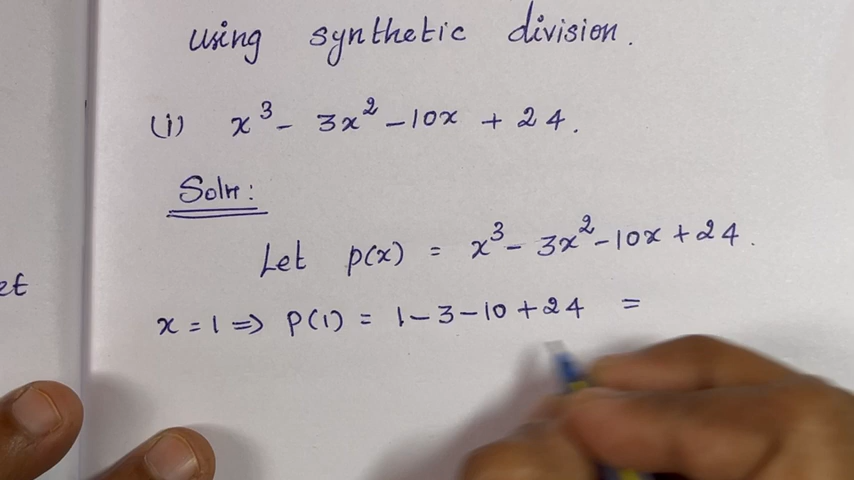 using synthetic division.
(i) x³ - 3x² - 10x + 24.
Soln:
Let p(x) = x³ - 3x² - 10x + 24.
et
x = 1 ⇒ P(1) = 1 - 3 - 10 + 24 =